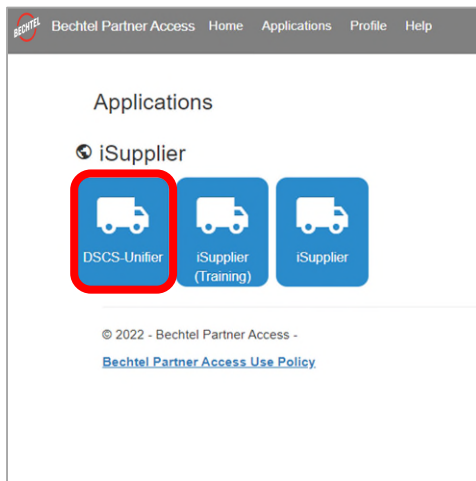 BECHTEL Bechtel Partner Access Home Applications Profile Help
Applications
iSupplier
DSCS-Unifier
iSupplier (Training)
iSupplier
© 2022 - Bechtel Partner Access -
Bechtel Partner Access Use Policy